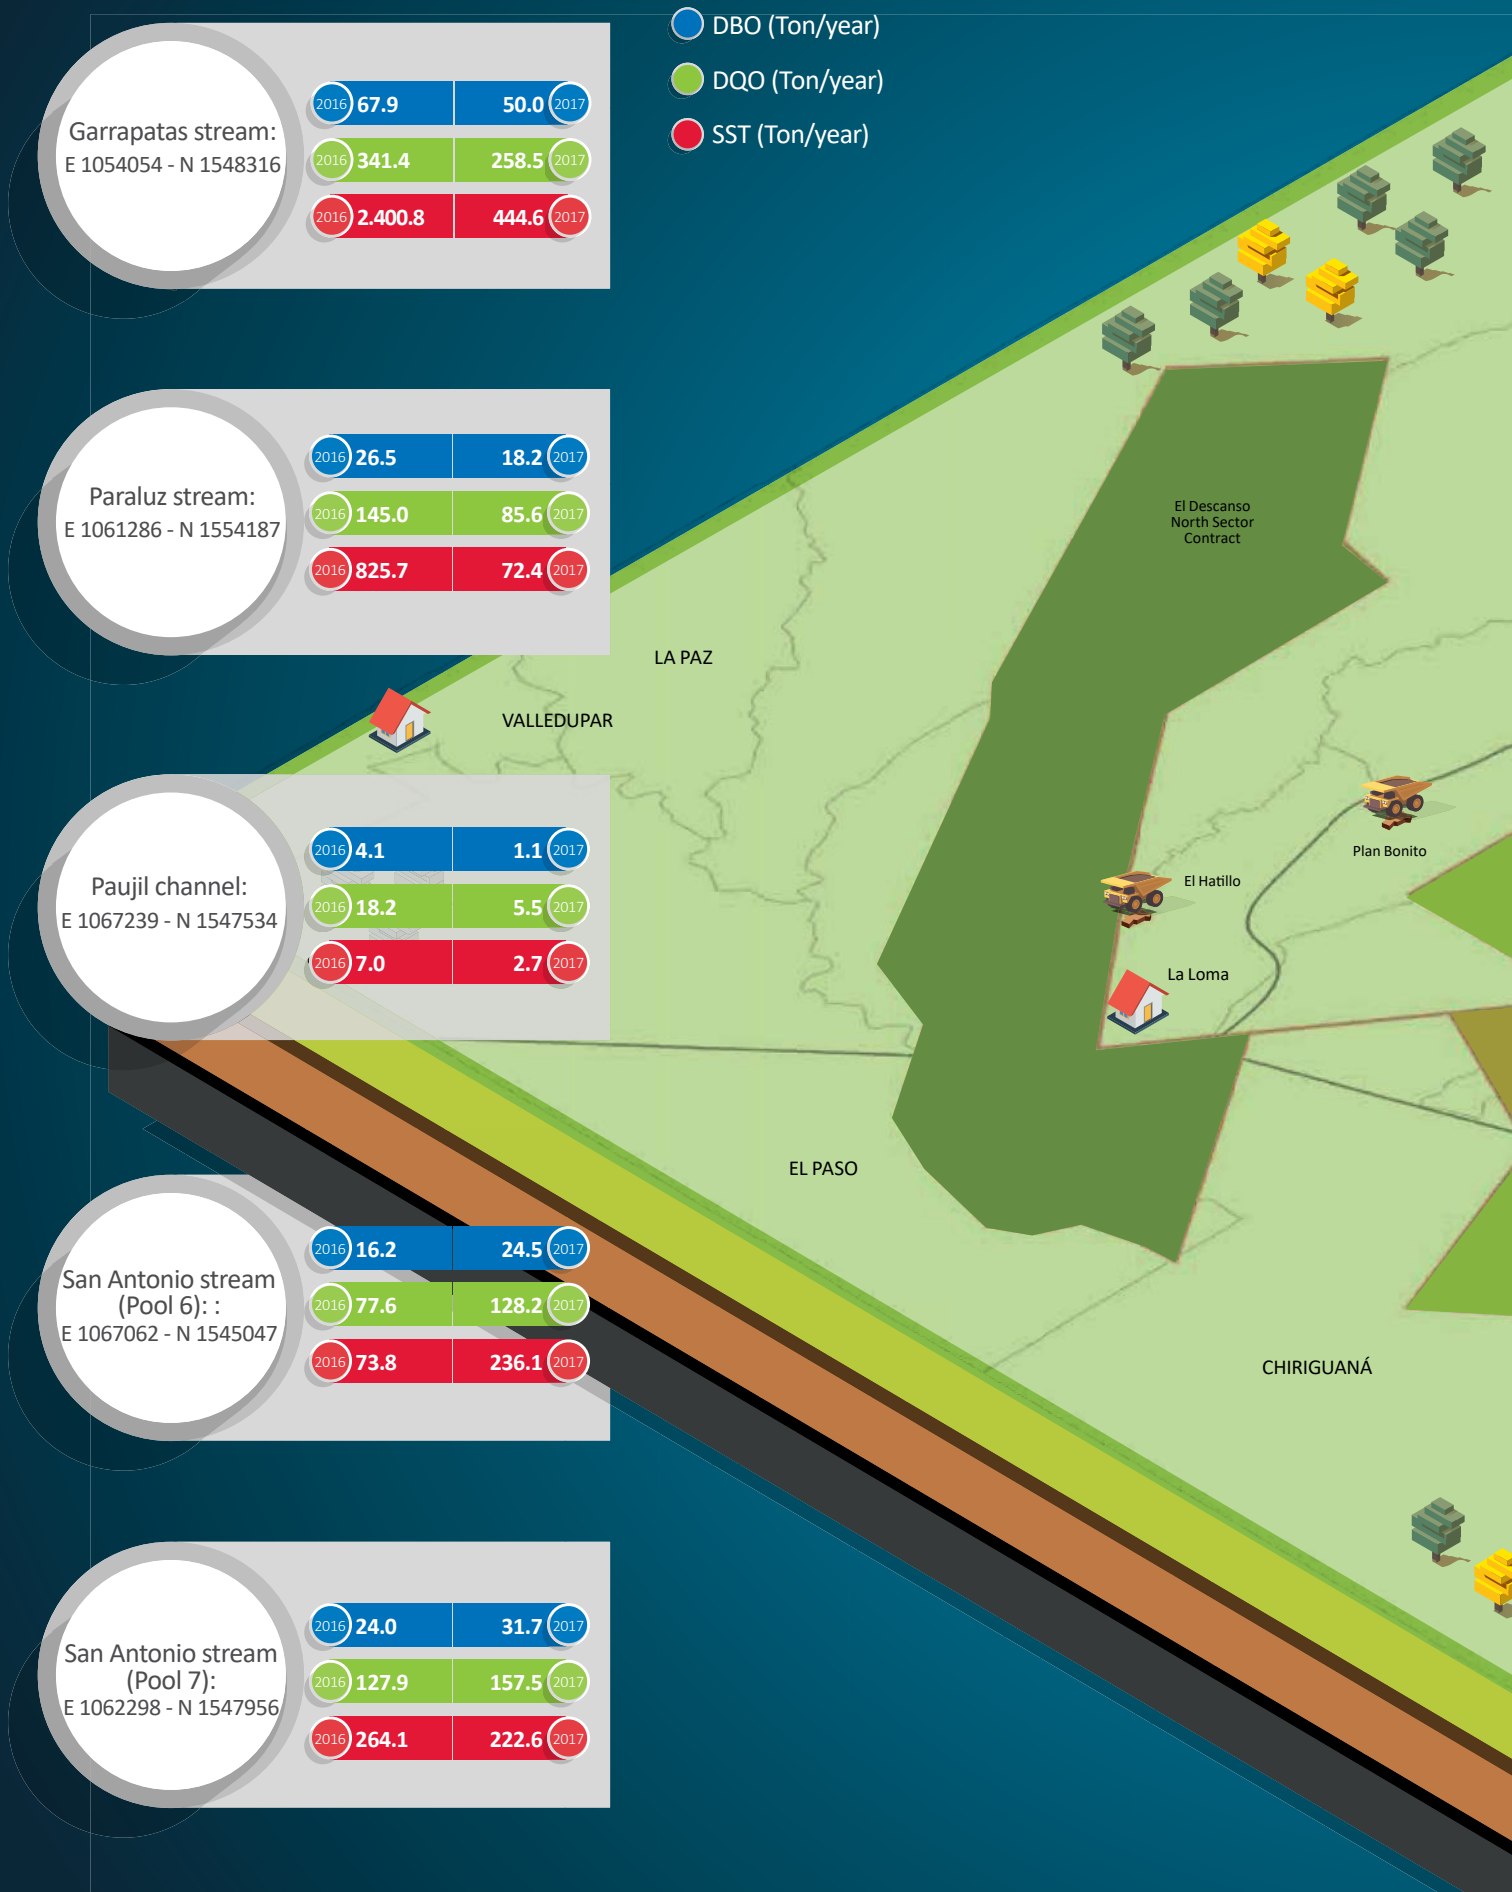 DBO (Ton/year)
DQO (Ton/year)
SST (Ton/year)
Garrapatas stream:
E 1054054 - N 1548316
2016 67.9 50.0 2017
2016 341.4 258.5 2017
2016 2.400.8 444.6 2017
Paraluz stream:
E 1061286 - N 1554187
2016 26.5 18.2 2017
2016 145.0 85.6 2017
2016 825.7 72.4 2017
Paujil channel:
E 1067239 - N 1547534
2016 4.1 1.1 2017
2016 18.2 5.5 2017
2016 7.0 2.7 2017
San Antonio stream
(Pool 6): :
E 1067062 - N 1545047
2016 16.2 24.5 2017
2016 77.6 128.2 2017
2016 73.8 236.1 2017
San Antonio stream
(Pool 7):
E 1062298 - N 1547956
2016 24.0 31.7 2017
2016 127.9 157.5 2017
2016 264.1 222.6 2017
El Descanso
North Sector
Contract
LA PAZ
VALLEDUPAR
Plan Bonito
El Hatillo
La Loma
EL PASO
CHIRIGUANÁ